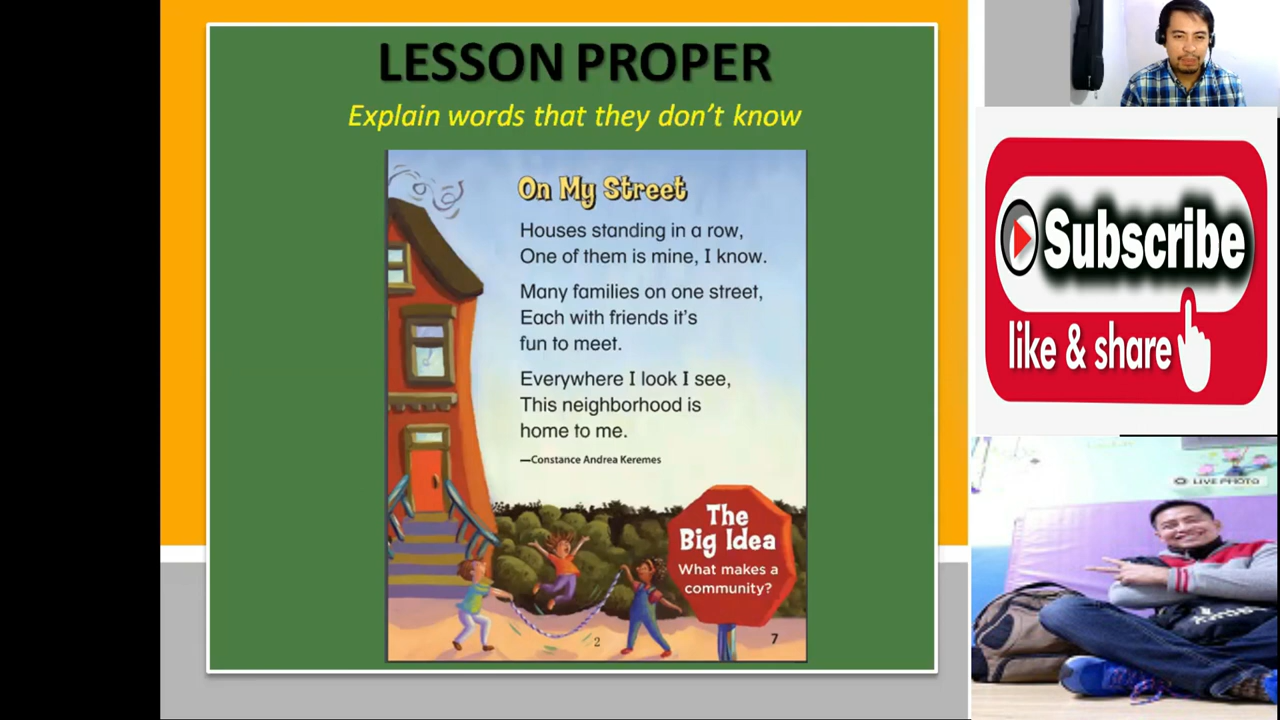 LESSON PROPER
Explain words that they don't know
On My Street
Houses standing in a row,
One of them is mine, I know.
Many families on one street,
Each with friends it's
fun to meet.
Everywhere I look I see,
This neighborhood is
home to me.
—Constance Andrea Keremes
The
Big Idea
What makes a
community?
2
7
Subscribe
like & share
LIVE PHOTO